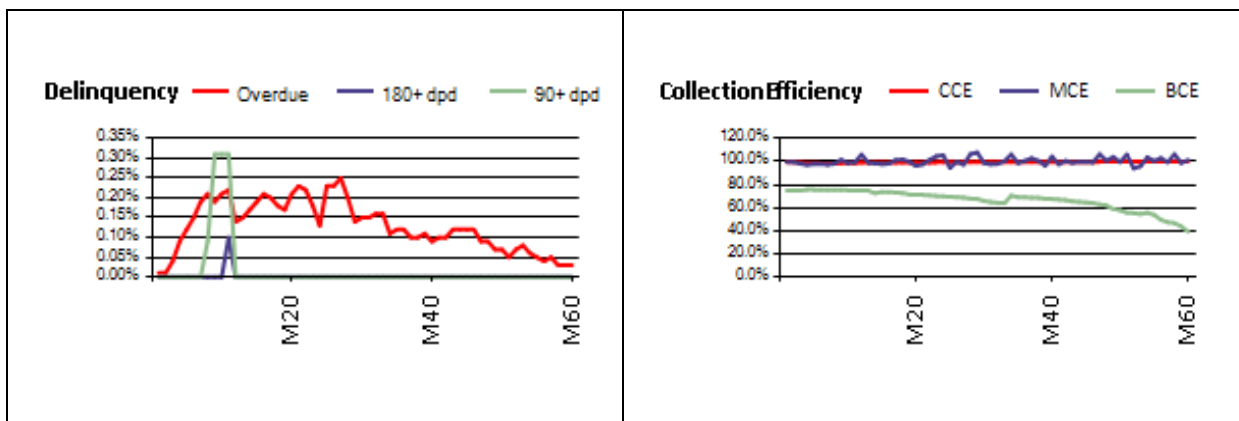 Delinquency Overdue 180+ dpd 90+ dpd
0.35%
0.30%
0.25%
0.20%
0.15%
0.10%
0.05%
0.00%
M20
M40
M60
Collection Efficiency CCE MCE BCE
120.0%
100.0%
80.0%
60.0%
40.0%
20.0%
0.0%
M20
M40
M60